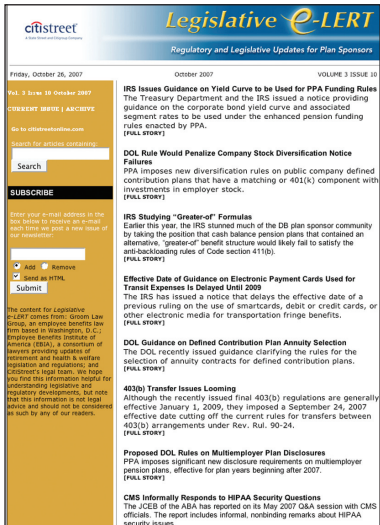 citistreet
A State Street and Citigroup Company
Legislative e-LERT
Regulatory and Legislative Updates for Plan Sponsors
Friday, October 26, 2007
October 2007
VOLUME 3 ISSUE 10
Vol. 3 Issue 10 October 2007
CURRENT ISSUE | ARCHIVE
Go to citistreetonline.com
Search for articles containing:
Search
SUBSCRIBE
Enter your e-mail address in the
box below to receive an e-mail
each time we post a new issue of
our newsletter:
Add Remove
Send as HTML
Submit
The content for Legislative
e-LERT comes from: Groom Law
Group, an employee benefits law
firm based in Washington, D.C.;
Employee Benefits Institute of
America (EBIA), a consortium of
lawyers providing updates of
retirement and health & welfare
legislation and regulations; and
CitiStreet's legal team. We hope
you find this information helpful for
understanding legislative and
regulatory developments, but note
that this information is not legal
advice and should not be considered
as such by any of our readers.
IRS Issues Guidance on Yield Curve to be Used for PPA Funding Rules
The Treasury Department and the IRS issued a notice providing
guidance on the corporate bond yield curve and associated
segment rates to be used under the enhanced pension funding
rules enacted by PPA.
[FULL STORY]
DOL Rule Would Penalize Company Stock Diversification Notice
Failures
PPA imposes new diversification rules on public company defined
contribution plans that have a matching or 401(k) component with
investments in employer stock.
[FULL STORY]
IRS Studying "Greater-of" Formulas
Earlier this year, the IRS stunned much of the DB plan sponsor community
by taking the position that cash balance pension plans that contained an
alternative, "greater-of" benefit structure would likely fail to satisfy the
anti-backloading rules of Code section 411(b).
[FULL STORY]
Effective Date of Guidance on Electronic Payment Cards Used for
Transit Expenses Is Delayed Until 2009
The IRS has issued a notice that delays the effective date of a
previous ruling on the use of smartcards, debit or credit cards, or
other electronic media for transportation fringe benefits.
[FULL STORY]
DOL Guidance on Defined Contribution Plan Annuity Selection
The DOL recently issued guidance clarifying the rules for the
selection of annuity contracts for defined contribution plans.
[FULL STORY]
403(b) Transfer Issues Looming
Although the recently issued final 403(b) regulations are generally
effective January 1, 2009, they imposed a September 24, 2007
effective date cutting off the current rules for transfers between
403(b) arrangements under Rev. Rul. 90-24.
[FULL STORY]
Proposed DOL Rules on Multiemployer Plan Disclosures
PPA imposes significant new disclosure requirements on multiemployer
pension plans, effective for plan years beginning after 2007.
[FULL STORY]
CMS Informally Responds to HIPAA Security Questions
The JCEB of the ABA has reported on its May 2007 Q&A session with CMS
officials. The report includes informal, nonbinding remarks about HIPAA
security issues.